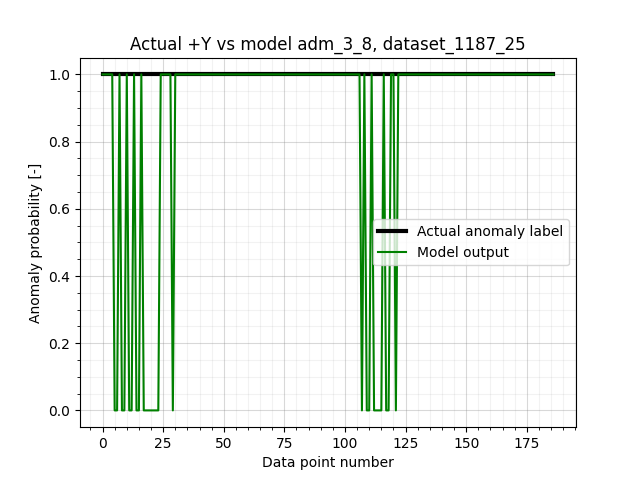 Actual +Y vs model adm_3_8, dataset_1187_25
1.0
0.8
0.6
0.4
0.2
0.0
Anomaly probability [-]
Actual anomaly label
Model output
0 25 50 75 100 125 150 175
Data point number